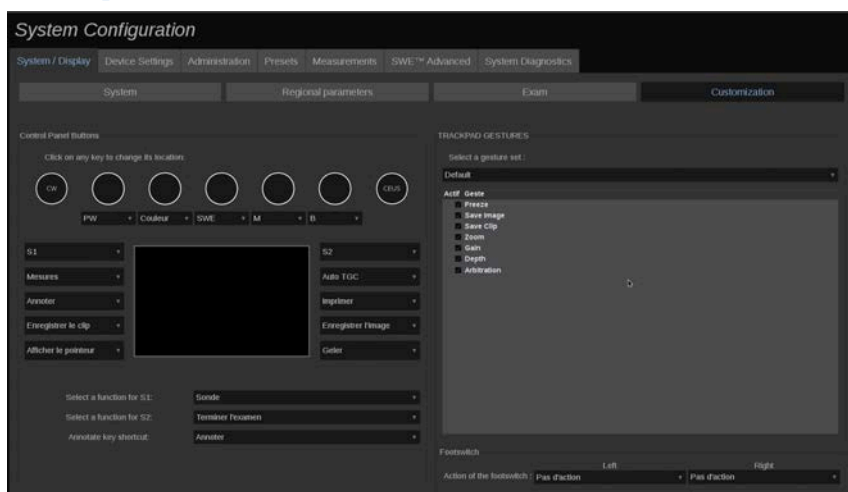 System Configuration
System / Display Device Settings Administration Presets Measurements SWE™ Advanced System Diagnostics
System Regional parameters Exam Customization
Control Panel Buttons
Click on any key to change its location:
CW CEUS
PW Couleur SWE M B
S1 S2
Mesures Auto TGC
Annoter Imprimer
Enregistrer le clip Enregistrer l'image
Afficher le pointeur Geler
Select a function for S1: Sonde
Select a function for S2: Terminer l'examen
Annotate key shortcut: Annoter
TRACKPAD GESTURES
Select a gesture set :
Default
Actif Geste
Freeze
Save Image
Save Clip
Zoom
Gain
Depth
Arbitration
Footswitch
Left Right
Action of the footswitch : Pas d'action Pas d'action